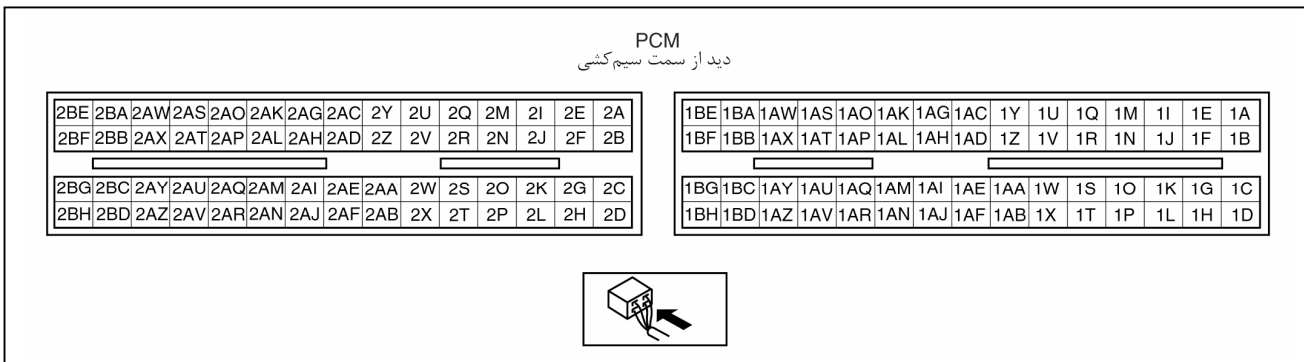 PCM
دید از سمت سیم‌کشی
2BE 2BA 2AW 2AS 2AO 2AK 2AG 2AC 2Y 2U 2Q 2M 2I 2E 2A
2BF 2BB 2AX 2AT 2AP 2AL 2AH 2AD 2Z 2V 2R 2N 2J 2F 2B
2BG 2BC 2AY 2AU 2AQ 2AM 2AI 2AE 2AA 2W 2S 2O 2K 2G 2C
2BH 2BD 2AZ 2AV 2AR 2AN 2AJ 2AF 2AB 2X 2T 2P 2L 2H 2D
1BE 1BA 1AW 1AS 1AO 1AK 1AG 1AC 1Y 1U 1Q 1M 1I 1E 1A
1BF 1BB 1AX 1AT 1AP 1AL 1AH 1AD 1Z 1V 1R 1N 1J 1F 1B
1BG 1BC 1AY 1AU 1AQ 1AM 1AI 1AE 1AA 1W 1S 1O 1K 1G 1C
1BH 1BD 1AZ 1AV 1AR 1AN 1AJ 1AF 1AB 1X 1T 1P 1L 1H 1D